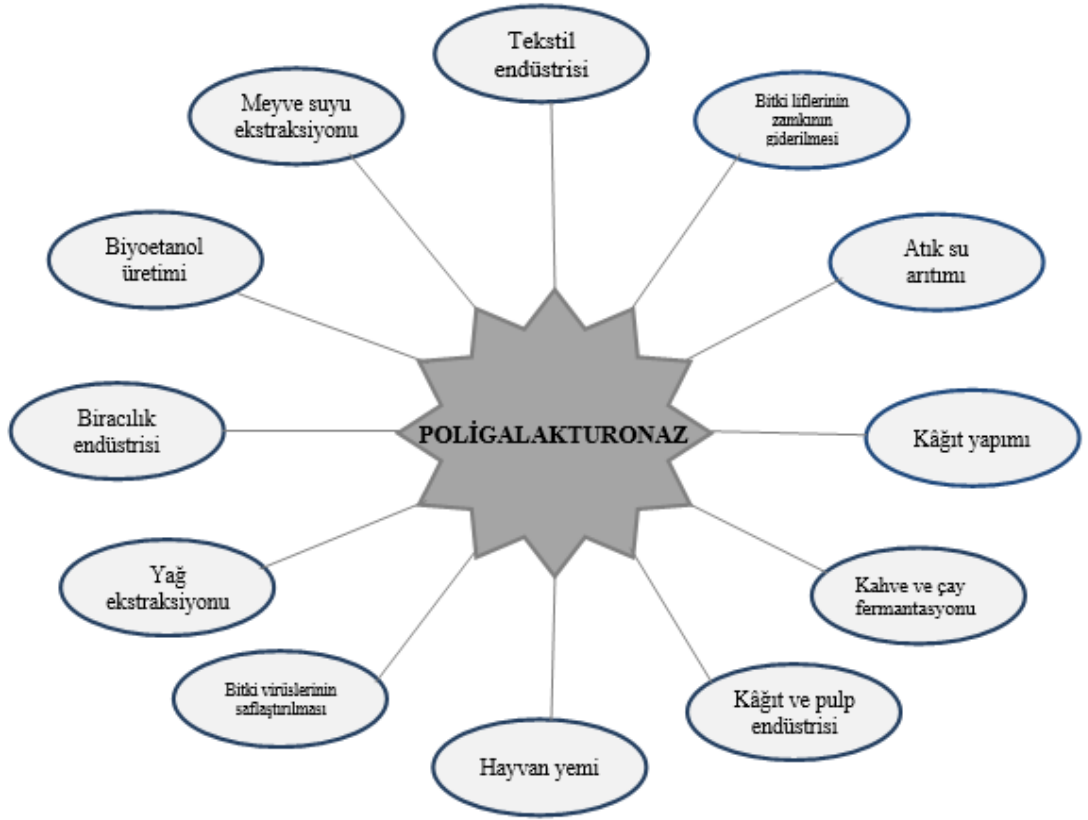 Tekstil
endüstrisi
Bitki liflerinin
zamkının
giderilmesi
Atık su
arıtımı
Kâğıt yapımı
Kahve ve çay
fermantasyonu
Kâğıt ve pulp
endüstrisi
Hayvan yemi
Bitki virüslerinin
saflaştırılması
Yağ
ekstraksiyonu
Biracılık
endüstrisi
Biyoetanol
üretimi
Meyve suyu
ekstraksiyonu
POLİGALAKTURONAZ